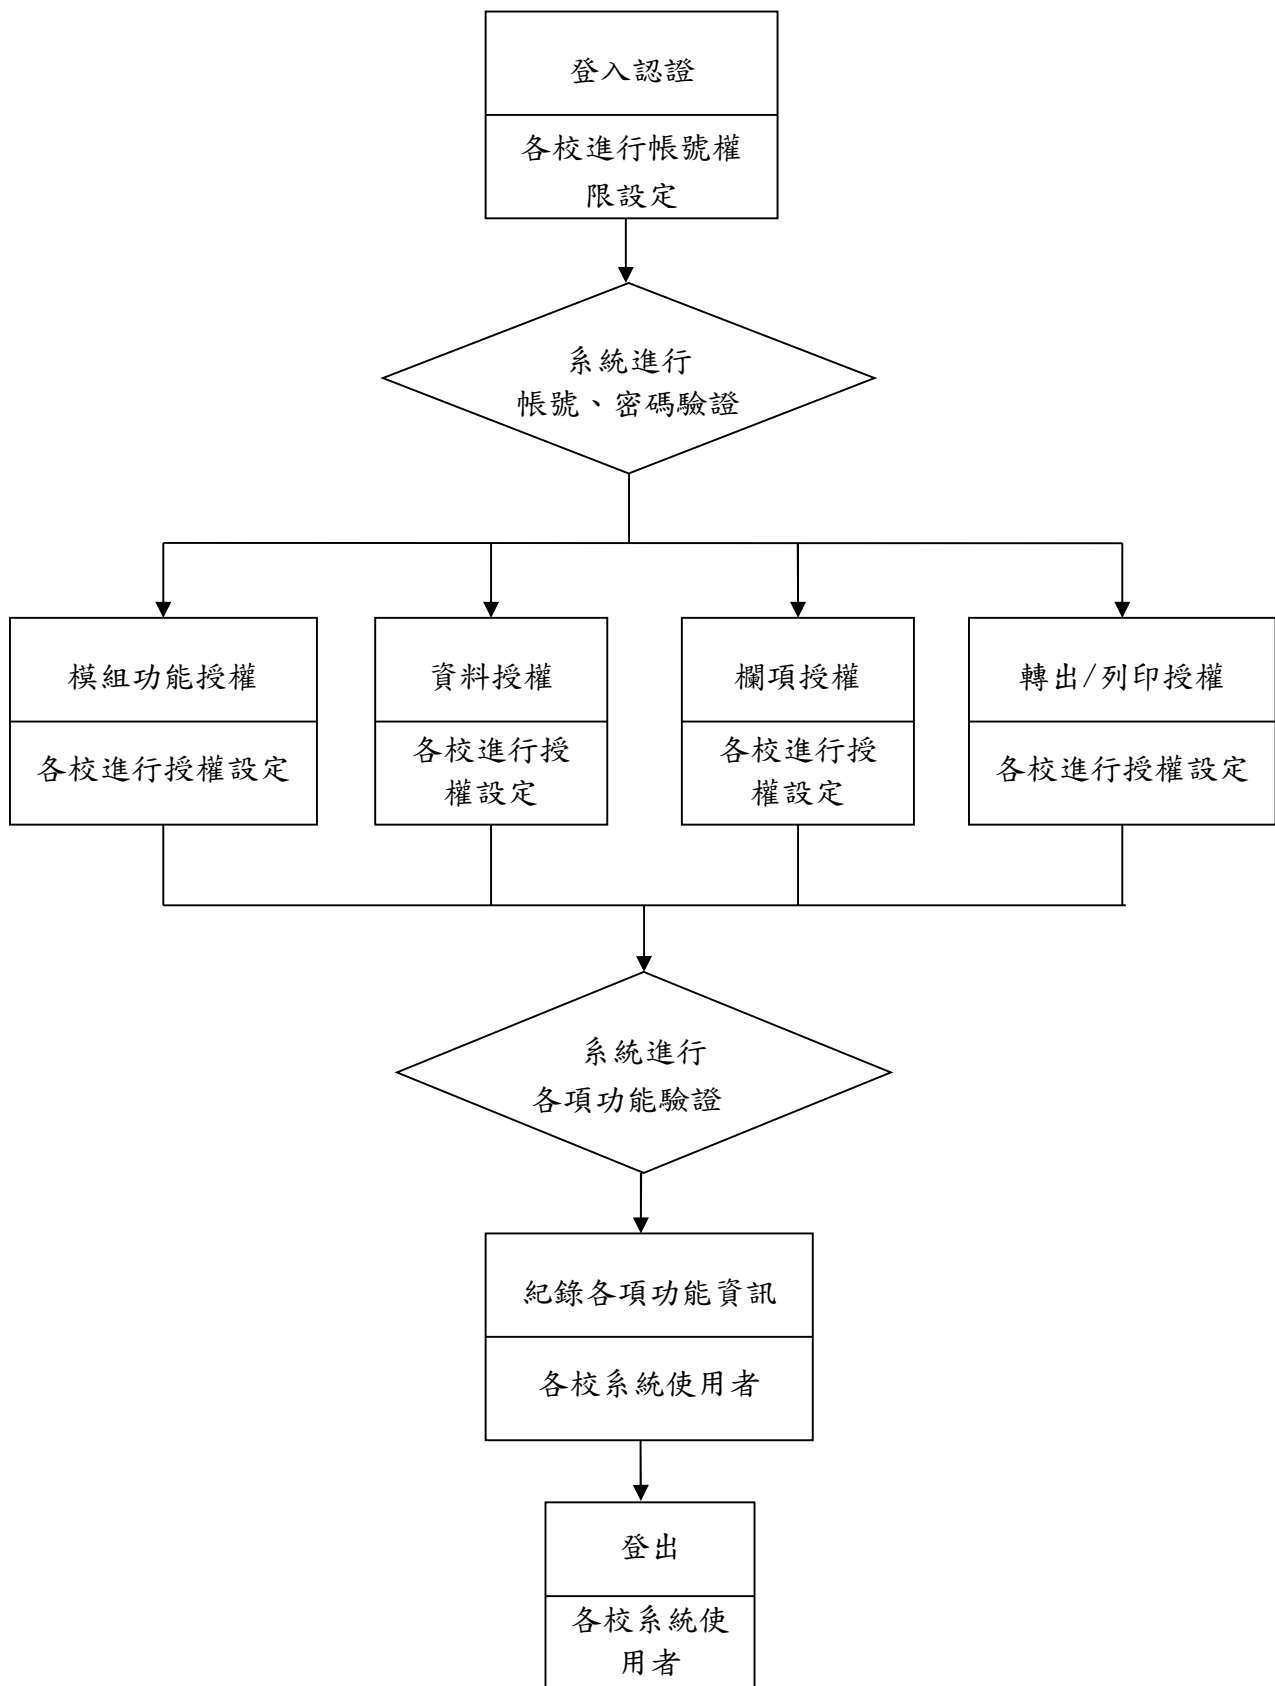 登入認證
各校進行帳號權
限設定
系統進行
帳號、密碼驗證
模組功能授權
各校進行授權設定
資料授權
各校進行授
權設定
欄項授權
各校進行授
權設定
轉出/列印授權
各校進行授權設定
系統進行
各項功能驗證
紀錄各項功能資訊
各校系統使用者
登出
各校系統使
用者